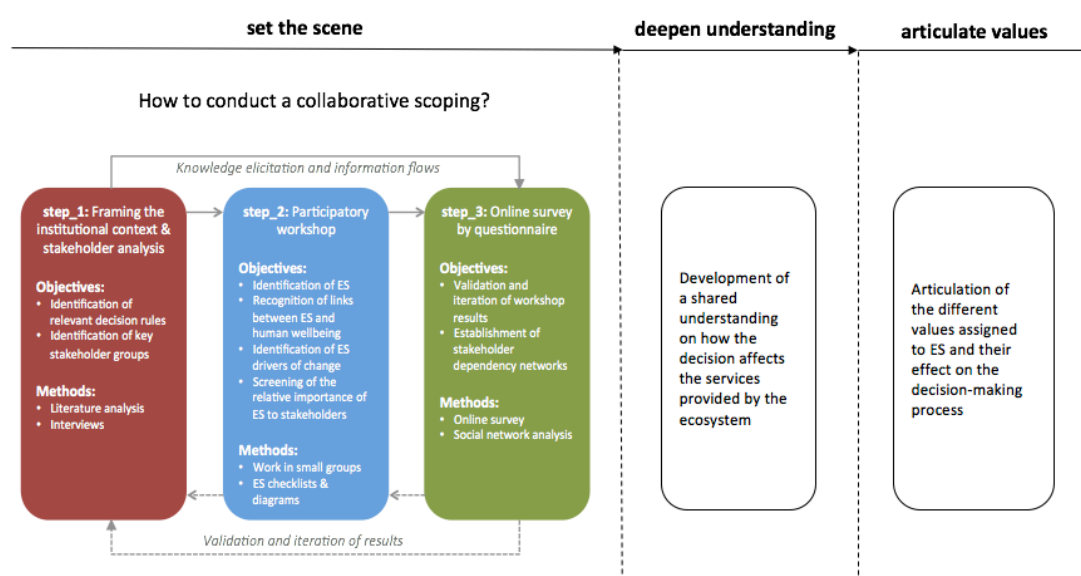 set the scene
deepen understanding
articulate values
How to conduct a collaborative scoping?
Knowledge elicitation and information flows
step_1: Framing the
institutional context &
stakeholder analysis
Objectives:
• Identification of
relevant decision rules
• Identification of key
stakeholder groups
Methods:
• Literature analysis
• Interviews
step_2: Participatory
workshop
Objectives:
• Identification of ES
• Recognition of links
between ES and
human wellbeing
• Identification of ES
drivers of change
• Screening of the
relative importance of
ES to stakeholders
Methods:
• Work in small groups
• ES checklists &
diagrams
step_3: Online survey
by questionnaire
Objectives:
• Validation and
iteration of workshop
results
• Establishment of
stakeholder
dependency networks
Methods:
• Online survey
• Social network analysis
Validation and iteration of results
Development of
a shared
understanding
on how the
decision affects
the services
provided by the
ecosystem
Articulation of
the different
values assigned
to ES and their
effect on the
decision-making
process